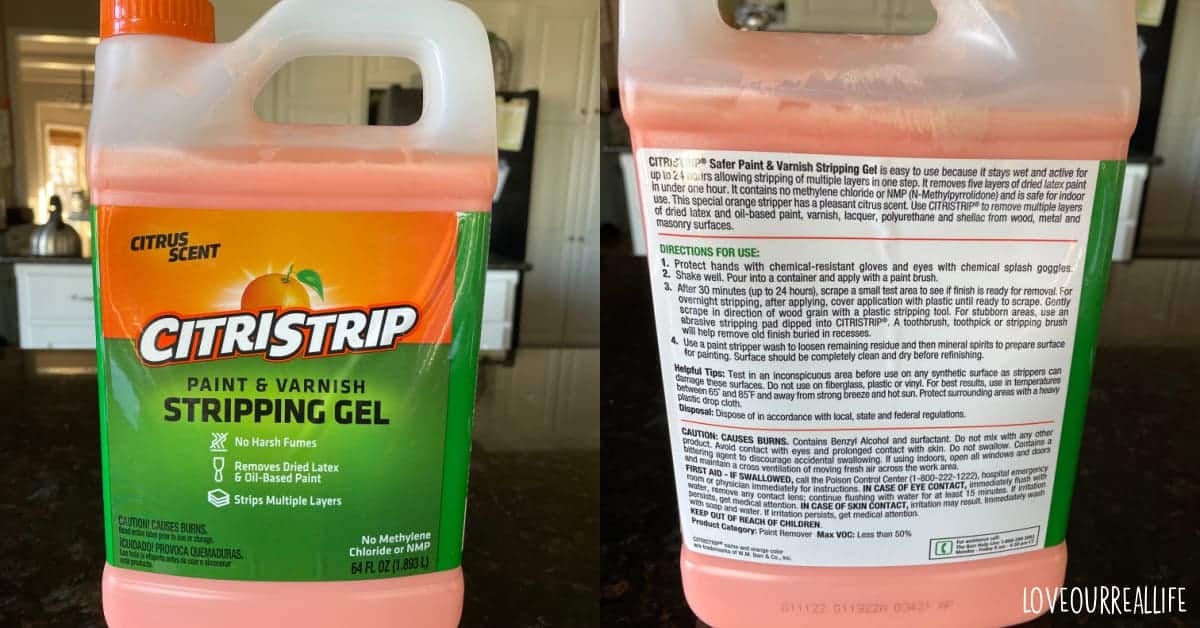 CITRUS
SCENT
CITRISTRIP
PAINT & VARNISH
STRIPPING GEL
No Harsh Fumes
Removes Dried Latex
& Oil-Based Paint
Strips Multiple Layers
CAUTION! CAUSES BURNS.
Read entire label prior to use or storage.
¡CUIDADO! PROVOCA QUEMADURAS.
No Methylene
Chloride or NMP
64 FL OZ (1.893 L)
CITRISTRIP® Safer Paint & Varnish Stripping Gel is easy to use because it stays wet and active for
up to 24 hours allowing stripping of multiple layers in one step. It removes five layers of dried latex paint
in under one hour. It contains no methylene chloride or NMP (N-Methylpyrrolidone) and is safe for indoor
use. This special orange stripper has a pleasant citrus scent. Use CITRISTRIP® to remove multiple layers
of dried latex and oil-based paint, varnish, lacquer, polyurethane and shellac from wood, metal and
masonry surfaces.
DIRECTIONS FOR USE:
1. Protect hands with chemical-resistant gloves and eyes with chemical splash goggles.
2. Shake well. Pour into a container and apply with a paint brush.
3. After 30 minutes (up to 24 hours), scrape a small test area to see if finish is ready for removal. For
overnight stripping, after applying, cover application with plastic until ready to scrape. Gently
scrape in direction of wood grain with a plastic stripping tool. For stubborn areas, use an
abrasive stripping pad dipped into CITRISTRIP®. A toothbrush, toothpick or stripping brush
will help remove old finish buried in recesses.
4. Use a paint stripper wash to loosen remaining residue and then mineral spirits to prepare surface
for painting. Surface should be completely clean and dry before refinishing.
Helpful Tips: Test in an inconspicuous area before use on any synthetic surface as strippers can
damage these surfaces. Do not use on fiberglass, plastic or vinyl. For best results, use in temperatures
between 65° and 85°F and away from strong breeze and hot sun. Protect surrounding areas with a heavy
plastic drop cloth.
Disposal: Dispose of in accordance with local, state and federal regulations.
CAUTION: CAUSES BURNS. Contains Benzyl Alcohol and surfactant. Do not mix with any other
product. Avoid contact with eyes and prolonged contact with skin. Do not swallow. Contains a
bittering agent to discourage accidental swallowing. If using indoors, open all windows and doors
and maintain a cross ventilation of moving fresh air across the work area.
FIRST AID - IF SWALLOWED, call the Poison Control Center (1-800-222-1222), hospital emergency
room or physician immediately for instructions. IN CASE OF EYE CONTACT, immediately flush with
water, remove any contact lens; continue flushing with water for at least 15 minutes. If irritation
persists, get medical attention. IN CASE OF SKIN CONTACT, irritation may result. Immediately wash
with soap and water. If irritation persists, get medical attention.
KEEP OUT OF REACH OF CHILDREN.
Product Category: Paint Remover Max VOC: Less than 50%
CITRISTRIP® name and orange color
are trademarks of W.M. Barr & Co., Inc.
For assistance call:
LOVEOURREALLIFE